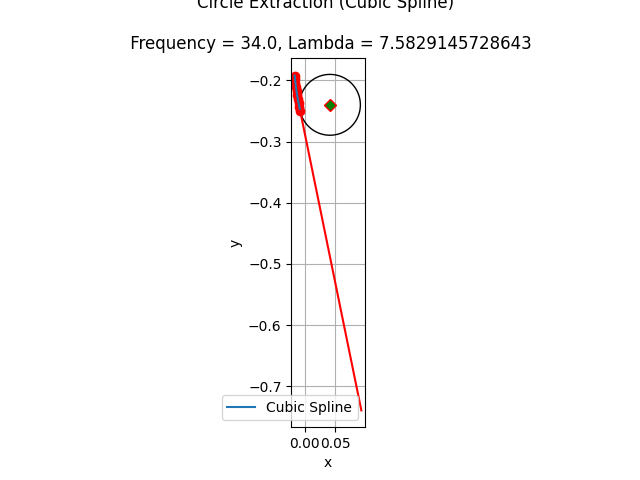 Circle Extraction (Cubic Spline)
Frequency = 34.0, Lambda = 7.5829145728643
−0.2
−0.3
−0.4
−0.5
−0.6
−0.7
y
Cubic Spline
0.00 0.05
x